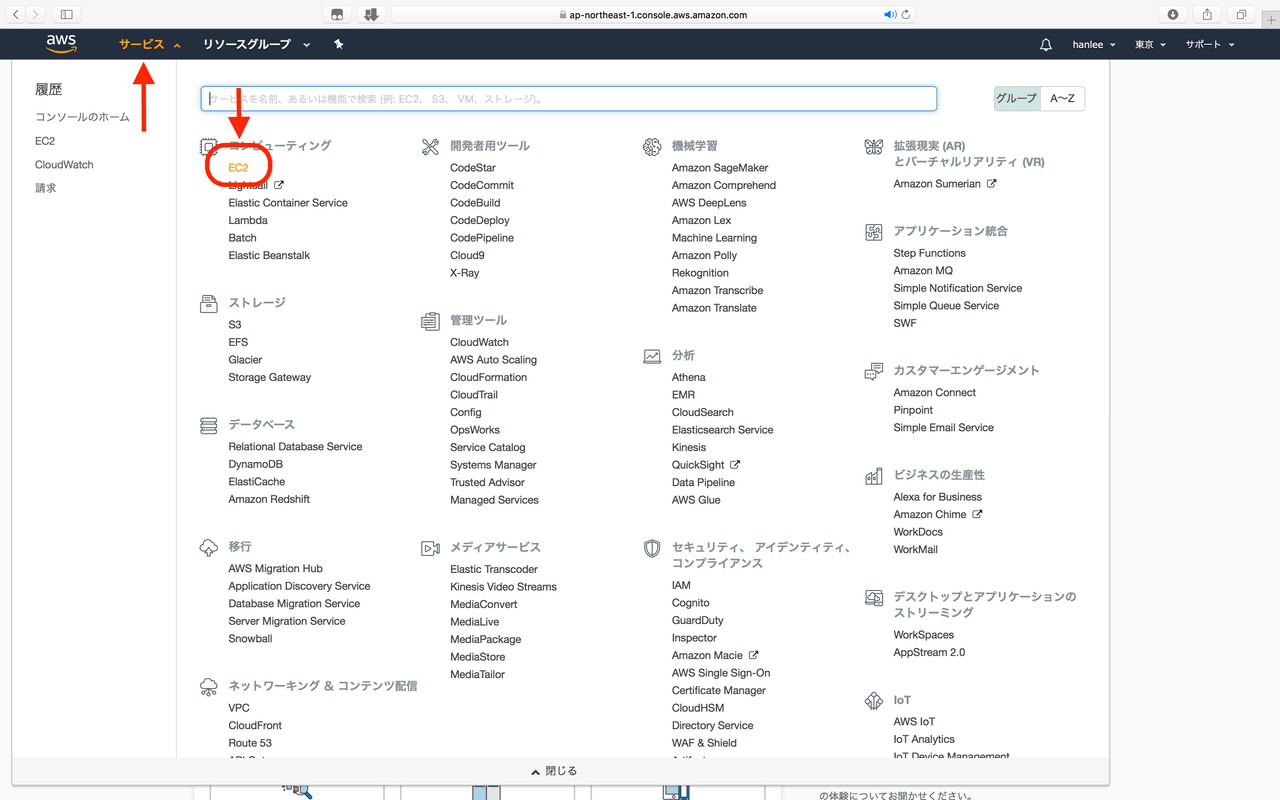 ap-northeast-1.console.aws.amazon.com
aws
サービス
リソースグループ
hanlee
東京
サポート
履歴
コンソールのホーム
EC2
CloudWatch
請求
サービスを名前、あるいは機能で検索 (例: EC2、S3、VM、ストレージ)。
グループ
A〜Z
コンピューティング
EC2
Lightsail
Elastic Container Service
Lambda
Batch
Elastic Beanstalk
ストレージ
S3
EFS
Glacier
Storage Gateway
データベース
Relational Database Service
DynamoDB
ElastiCache
Amazon Redshift
移行
AWS Migration Hub
Application Discovery Service
Database Migration Service
Server Migration Service
Snowball
ネットワーキング & コンテンツ配信
VPC
CloudFront
Route 53
開発者用ツール
CodeStar
CodeCommit
CodeBuild
CodeDeploy
CodePipeline
Cloud9
X-Ray
管理ツール
CloudWatch
AWS Auto Scaling
CloudFormation
CloudTrail
Config
OpsWorks
Service Catalog
Systems Manager
Trusted Advisor
Managed Services
メディアサービス
Elastic Transcoder
Kinesis Video Streams
MediaConvert
MediaLive
MediaPackage
MediaStore
MediaTailor
機械学習
Amazon SageMaker
Amazon Comprehend
AWS DeepLens
Amazon Lex
Machine Learning
Amazon Polly
Rekognition
Amazon Transcribe
Amazon Translate
分析
Athena
EMR
CloudSearch
Elasticsearch Service
Kinesis
QuickSight
Data Pipeline
AWS Glue
セキュリティ、 アイデンティティ、
コンプライアンス
IAM
Cognito
GuardDuty
Inspector
Amazon Macie
AWS Single Sign-On
Certificate Manager
CloudHSM
Directory Service
WAF & Shield
拡張現実 (AR)
とバーチャルリアリティ (VR)
Amazon Sumerian
アプリケーション統合
Step Functions
Amazon MQ
Simple Notification Service
Simple Queue Service
SWF
カスタマーエンゲージメント
Amazon Connect
Pinpoint
Simple Email Service
ビジネスの生産性
Alexa for Business
Amazon Chime
WorkDocs
WorkMail
デスクトップとアプリケーションの
ストリーミング
WorkSpaces
AppStream 2.0
IoT
AWS IoT
IoT Analytics
IoT Device Management
閉じる
の体験についてお聞かせください。